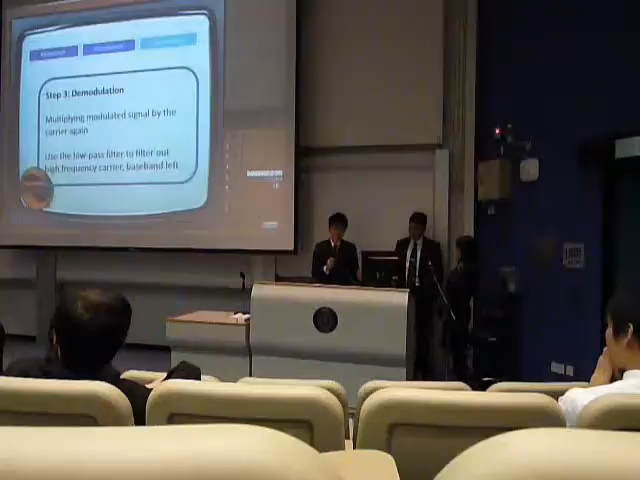 Step 3: Demodulation
Multiplying modulated signal by the
carrier again
Use the low pass filter to filter out
high frequency carrier, baseband left